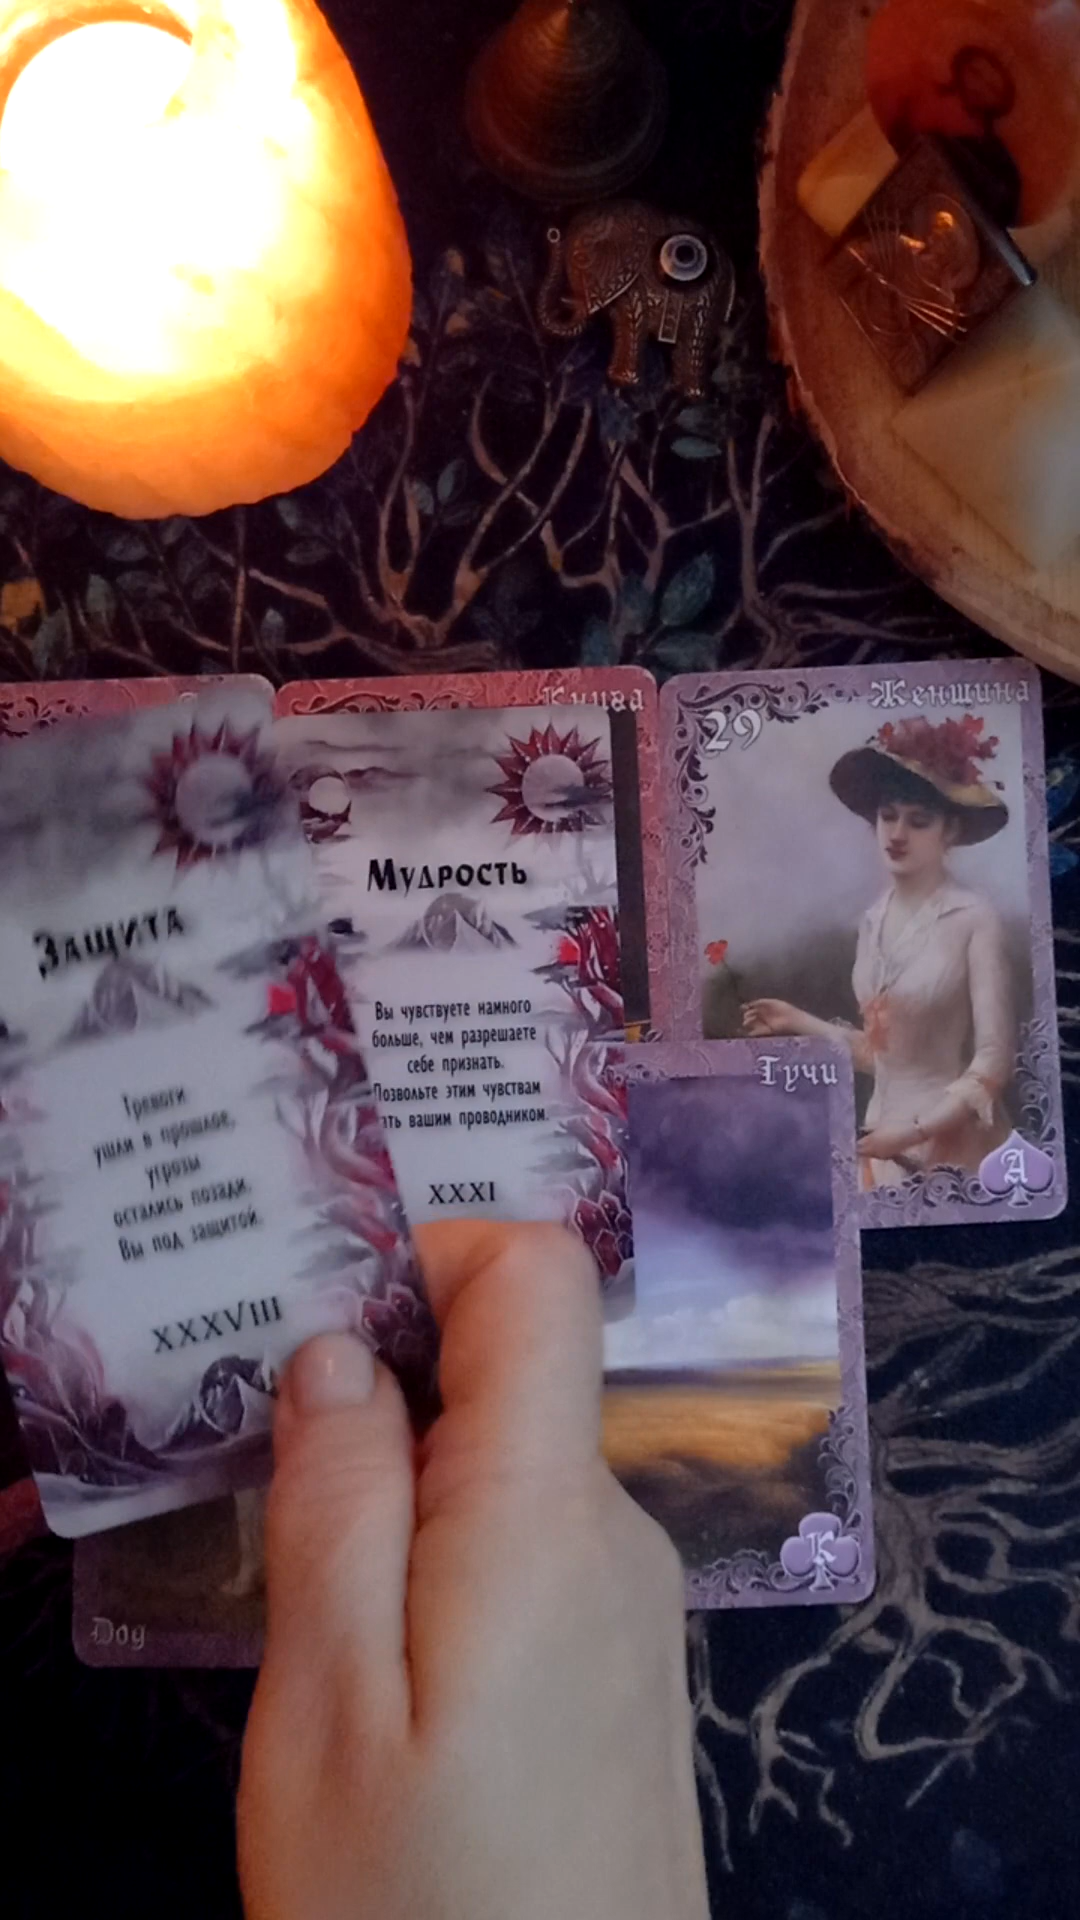 Книга
29
Женщина
A
Защита
Тревоги
ушли в прошлое,
угрозы
остались позади.
Вы под защитой.
XXXVIII
Мудрость
Вы чувствуете намного
больше, чем разрешаете
себе признать.
Позвольте этим чувствам
ать вашим проводником.
XXXI
Тучи
K
Dog